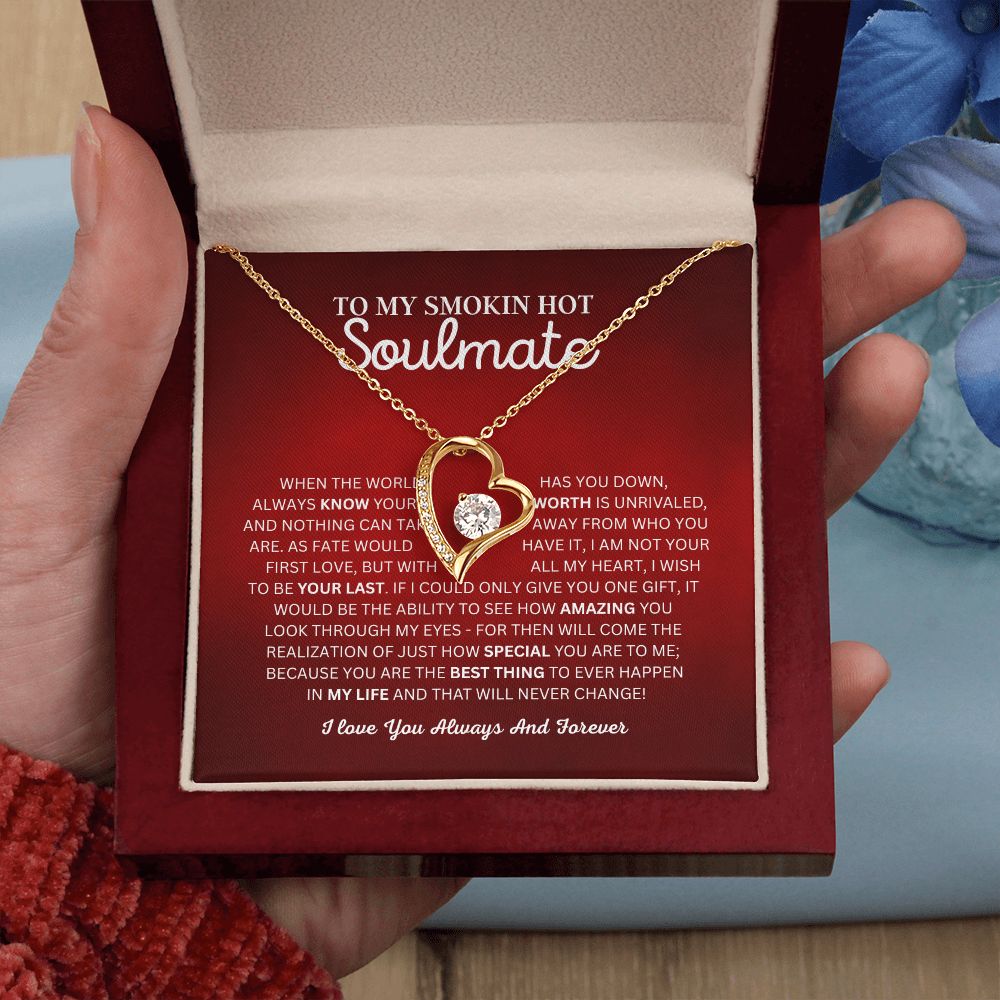 TO MY SMOKIN HOT
Soulmate
WHEN THE WORLD HAS YOU DOWN,
ALWAYS KNOW YOUR WORTH IS UNRIVALED,
AND NOTHING CAN TAK AWAY FROM WHO YOU
ARE. AS FATE WOULD HAVE IT, I AM NOT YOUR
FIRST LOVE, BUT WITH ALL MY HEART, I WISH
TO BE YOUR LAST. IF I COULD ONLY GIVE YOU ONE GIFT, IT
WOULD BE THE ABILITY TO SEE HOW AMAZING YOU
LOOK THROUGH MY EYES - FOR THEN WILL COME THE
REALIZATION OF JUST HOW SPECIAL YOU ARE TO ME;
BECAUSE YOU ARE THE BEST THING TO EVER HAPPEN
IN MY LIFE AND THAT WILL NEVER CHANGE!
I love You Always And Forever